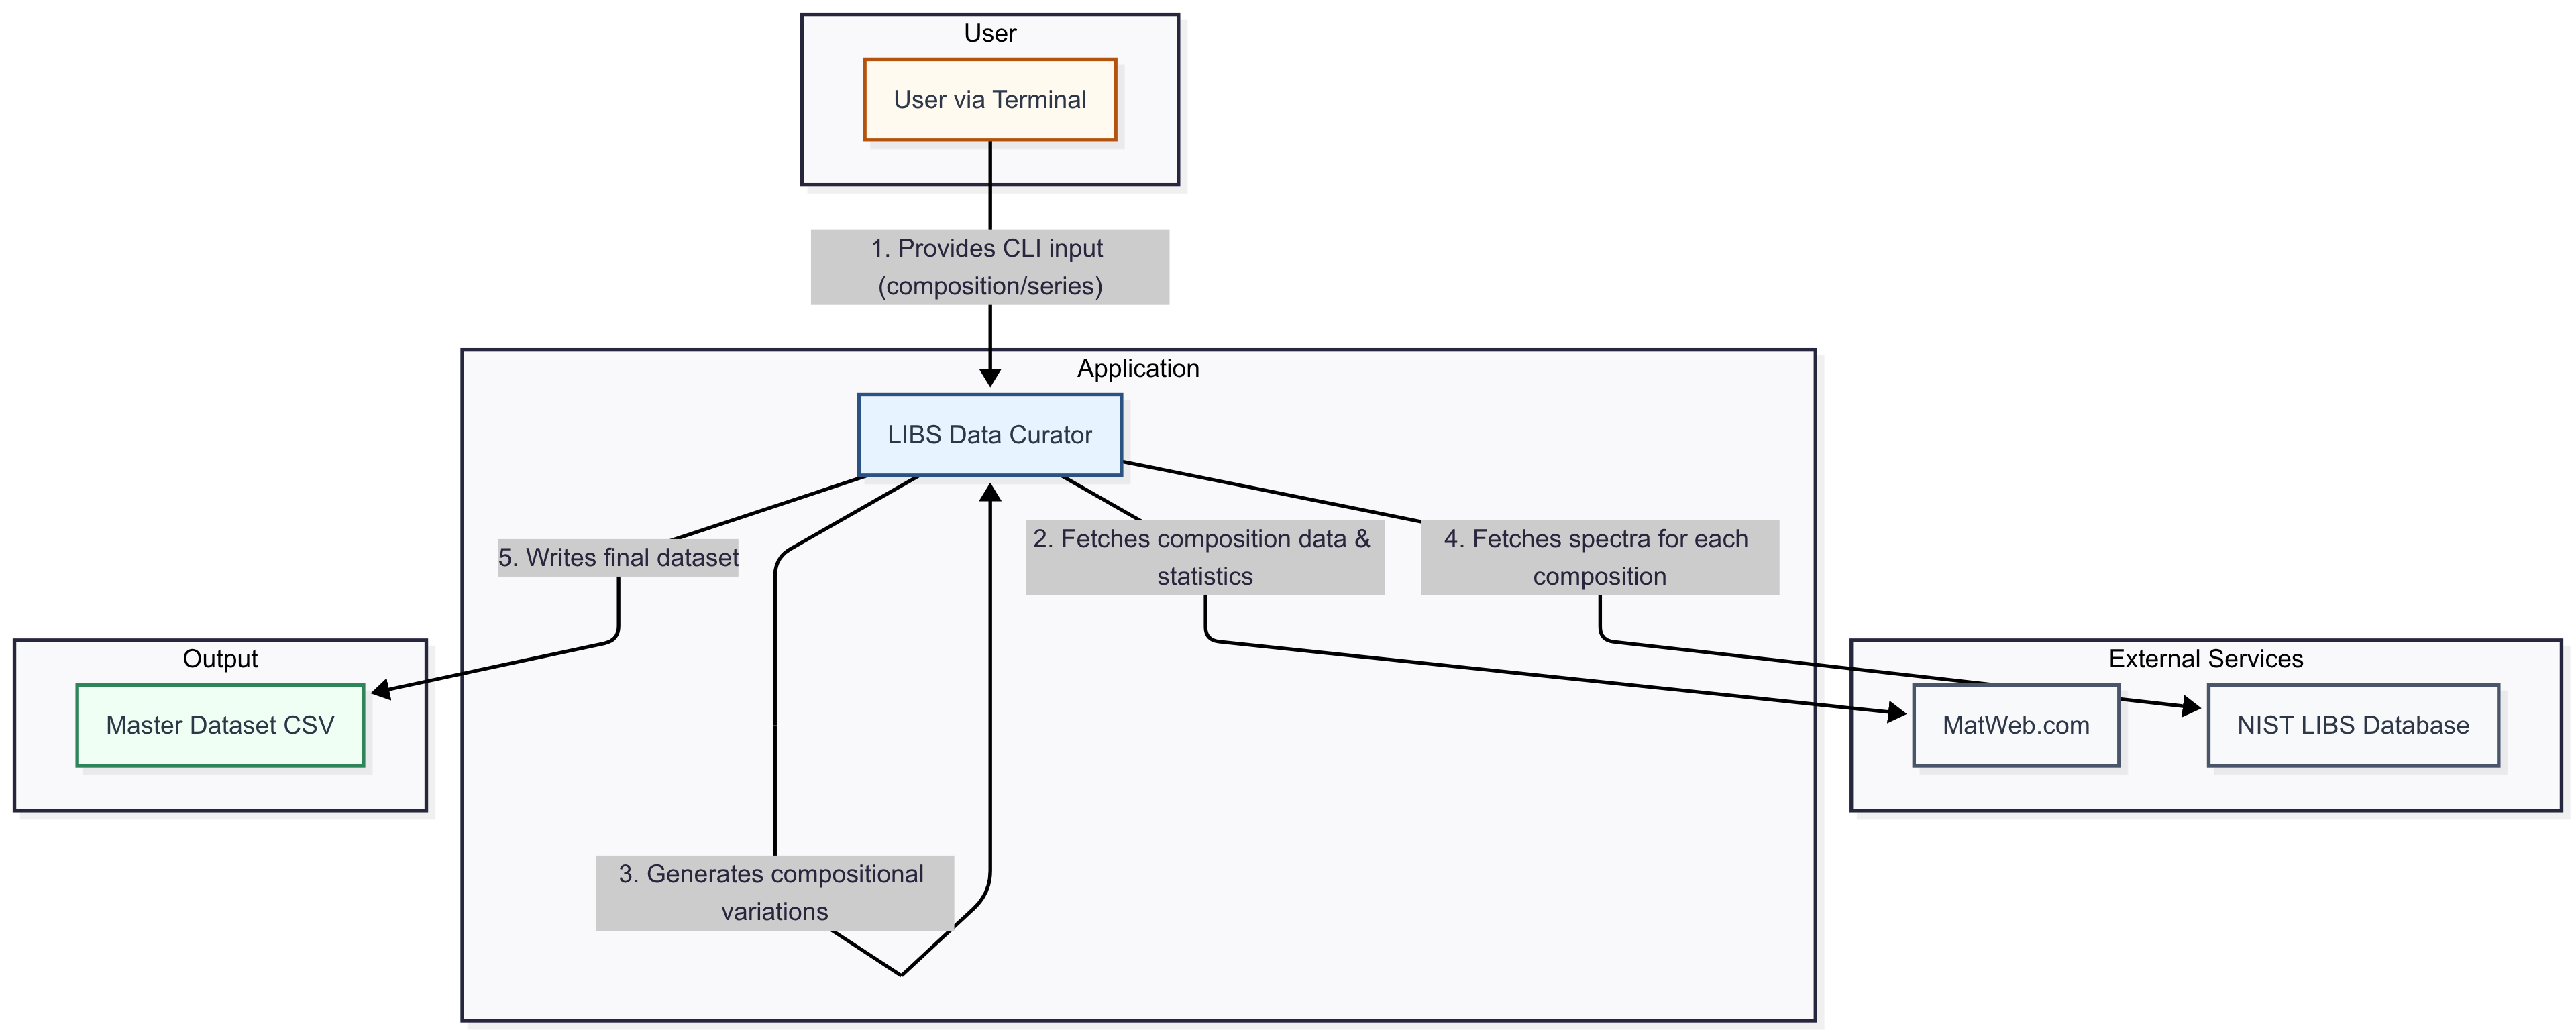 User
User via Terminal
1. Provides CLI input
(composition/series)
Application
LIBS Data Curator
5. Writes final dataset
2. Fetches composition data &
statistics
4. Fetches spectra for each
composition
Output
Master Dataset CSV
External Services
MatWeb.com
NIST LIBS Database
3. Generates compositional
variations